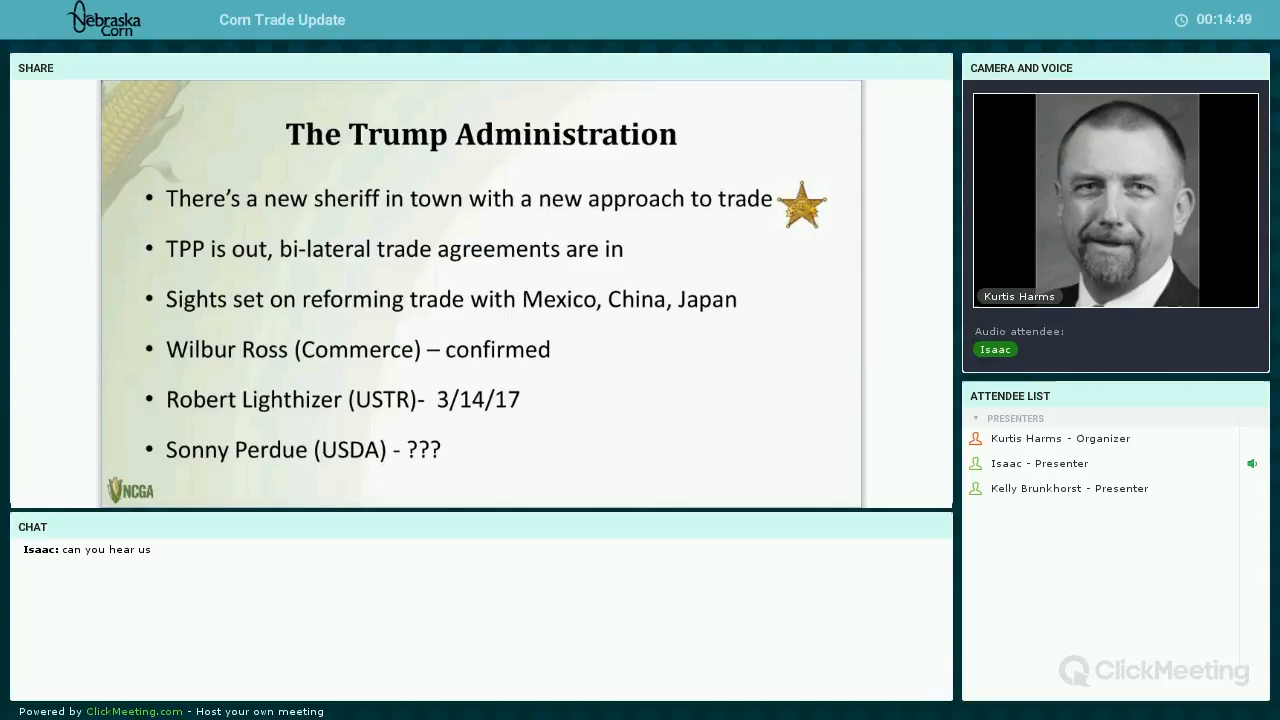 Nebraska
Corn
Corn Trade Update
00:14:49
SHARE
The Trump Administration
• There's a new sheriff in town with a new approach to trade
• TPP is out, bi-lateral trade agreements are in
• Sights set on reforming trade with Mexico, China, Japan
• Wilbur Ross (Commerce) – confirmed
• Robert Lighthizer (USTR)- 3/14/17
• Sonny Perdue (USDA) - ???
NCGA
CHAT
Isaac: can you hear us
CAMERA AND VOICE
Kurtis Harms
Audio attendee:
Isaac
ATTENDEE LIST
PRESENTERS
Kurtis Harms - Organizer
Isaac - Presenter
Kelly Brunkhorst - Presenter
ClickMeeting
Powered by ClickMeeting.com - Host your own meeting